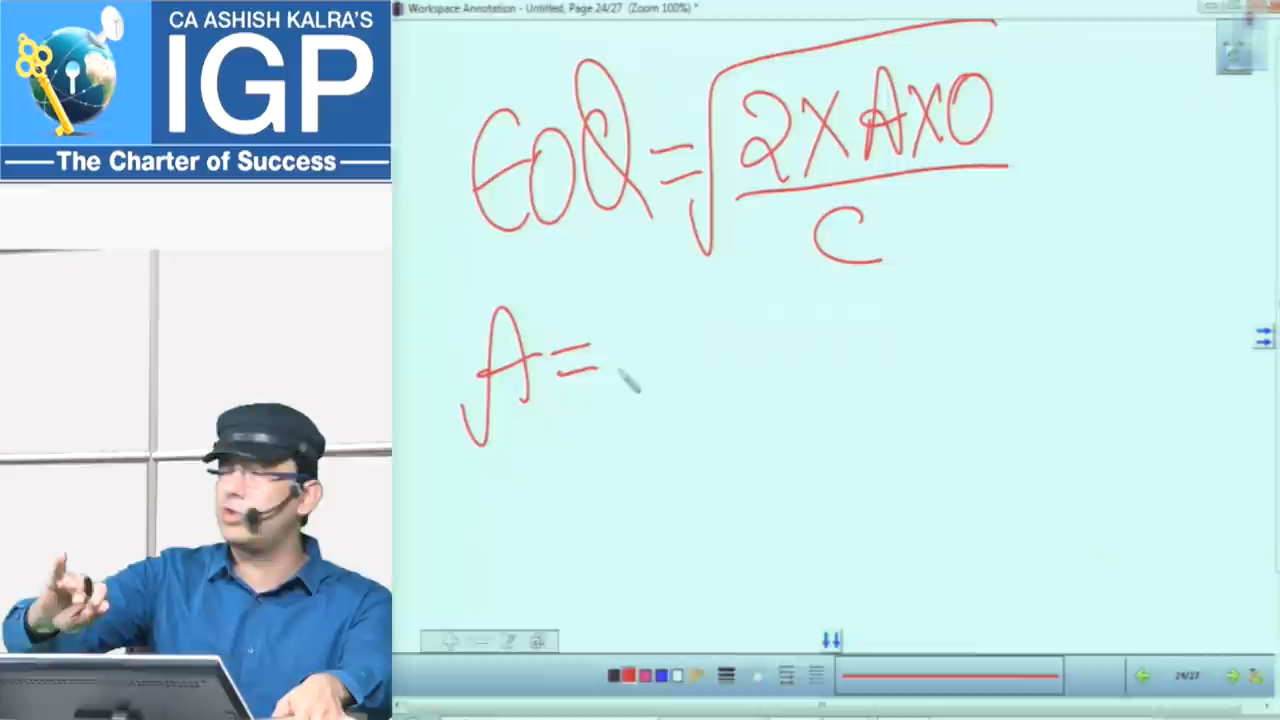 CA ASHISH KALRA'S
IGP
The Charter of Success
Workspace Annotation - Untitled, Page 24/27 (Zoom 100%) *
EOQ = √
2 X A X O
C
A =
24/27